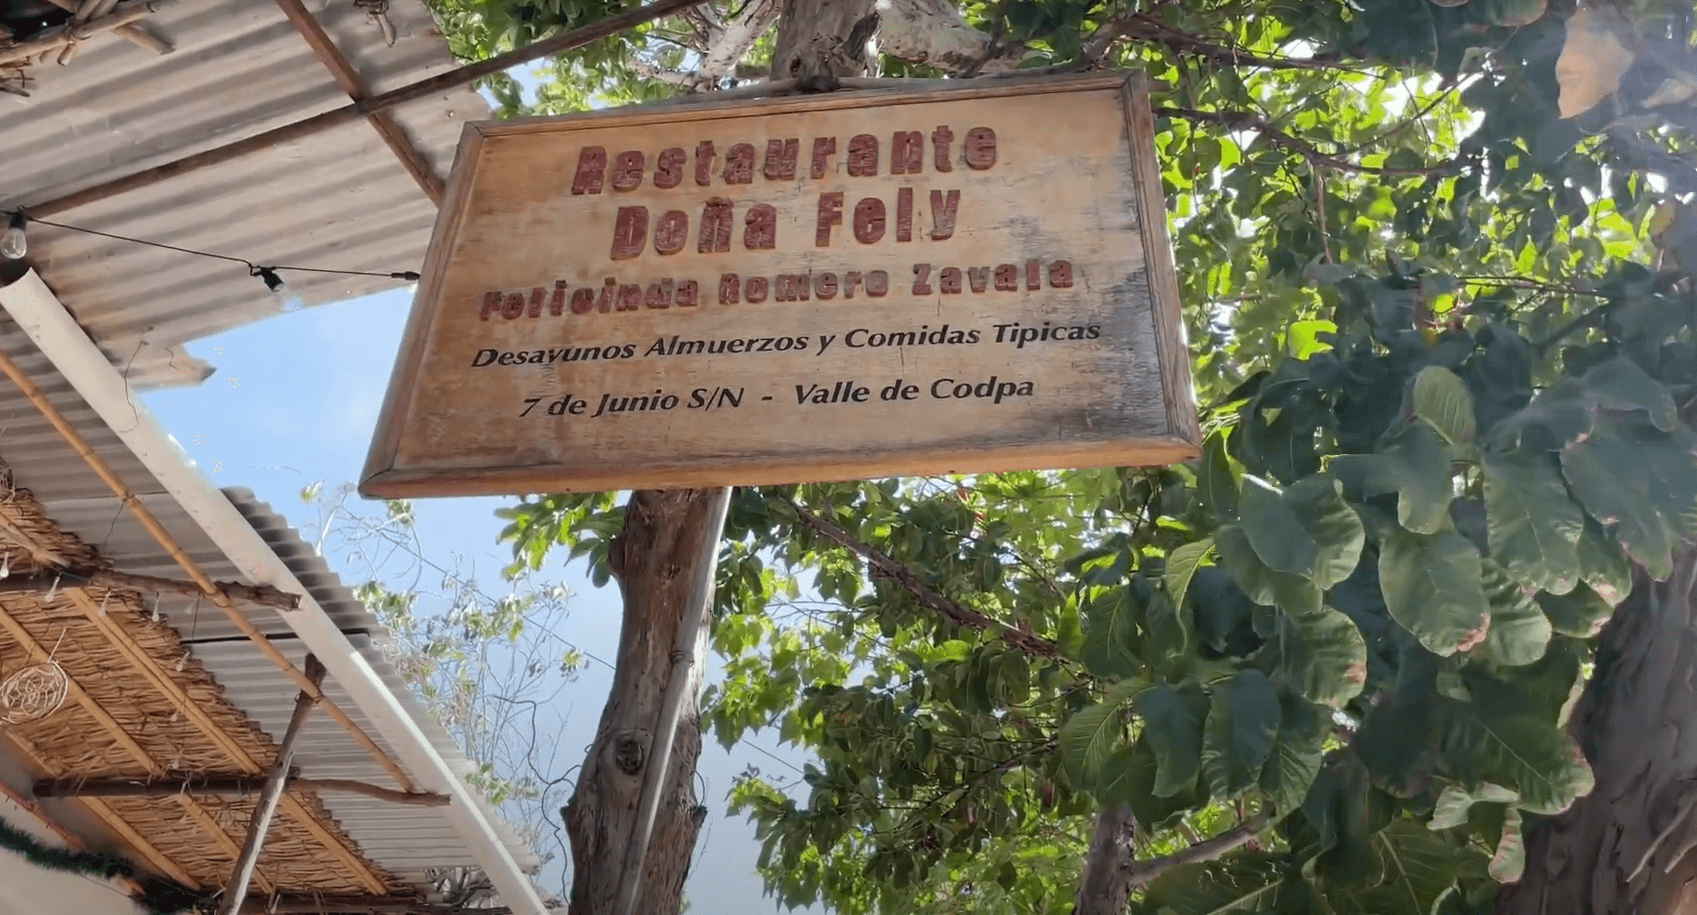 Restaurante
Doña Fely
Felicinda Romero Zavala
Desayunos Almuerzos y Comidas Tipicas
7 de Junio S/N - Valle de Codpa